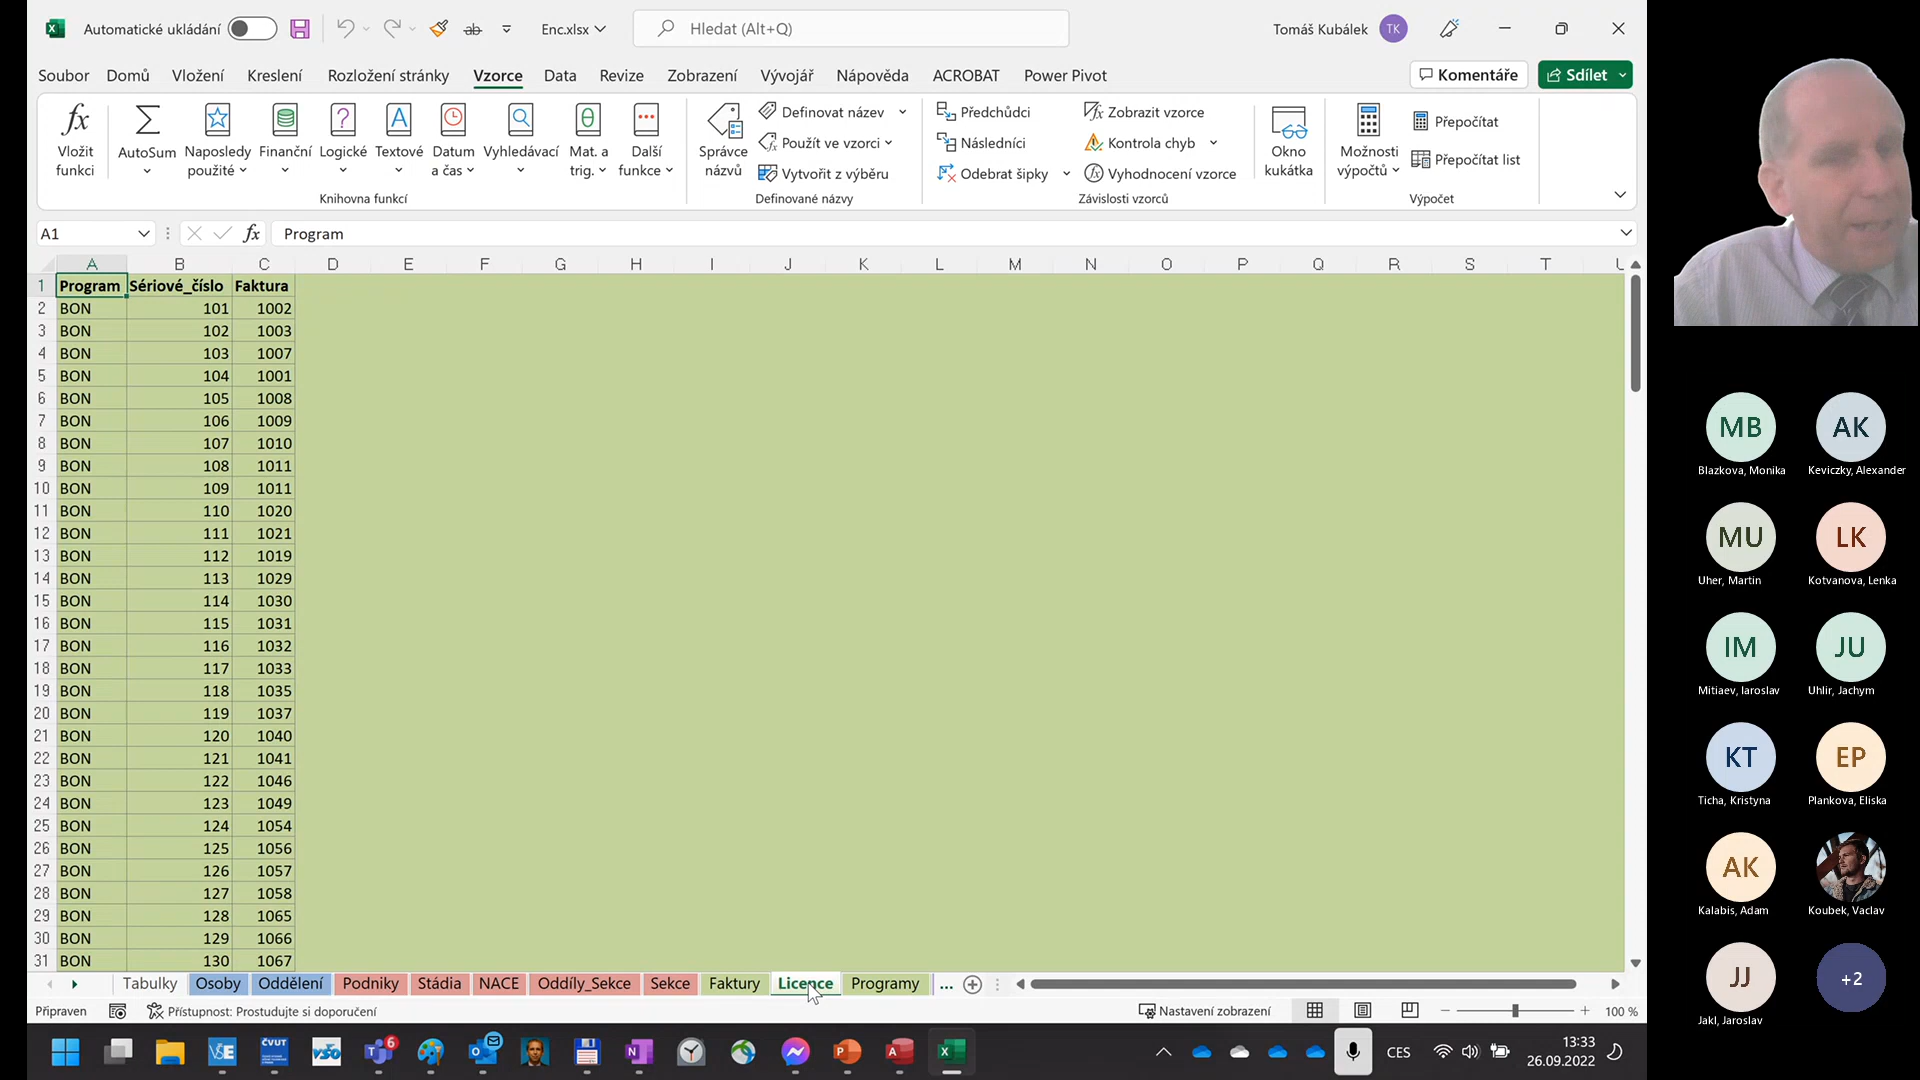 Automatické ukládání
Enc.xlsx
Hledat (Alt+Q)
Tomáš Kubálek TK
Soubor Domů Vložení Kreslení Rozložení stránky Vzorce Data Revize Zobrazení Vývojář Nápověda ACROBAT Power Pivot
Komentáře Sdílet
Vložit funkci
AutoSum
Naposledy použité
Finanční
Logické
Textové
Datum a čas
Vyhledávací
Mat. a trig.
Další funkce
Knihovna funkcí
Správce názvů
Definovat název
Použít ve vzorci
Vytvořit z výběru
Definované názvy
Předchůdci
Následníci
Odebrat šipky
Zobrazit vzorce
Kontrola chyb
Vyhodnocení vzorce
Závislosti vzorců
Okno kukátka
Možnosti výpočtů
Přepočítat
Přepočítat list
Výpočet
A1 fx Program
A B C D E F G H I J K L M N O P Q R S T U
1 Program Sériové_číslo Faktura
2 BON 101 1002
3 BON 102 1003
4 BON 103 1007
5 BON 104 1001
6 BON 105 1008
7 BON 106 1009
8 BON 107 1010
9 BON 108 1011
10 BON 109 1011
11 BON 110 1020
12 BON 111 1021
13 BON 112 1019
14 BON 113 1029
15 BON 114 1030
16 BON 115 1031
17 BON 116 1032
18 BON 117 1033
19 BON 118 1035
20 BON 119 1037
21 BON 120 1040
22 BON 121 1041
23 BON 122 1046
24 BON 123 1049
25 BON 124 1054
26 BON 125 1056
27 BON 126 1057
28 BON 127 1058
29 BON 128 1065
30 BON 129 1066
31 BON 130 1067
Tabulky Osoby Oddělení Podniky Stádia NACE Oddíly_Sekce Sekce Faktury Licence Programy ...
Připraven
Přístupnost: Prostudujte si doporučení
Nastavení zobrazení
100 %
CES
13:33
26.09.2022
MB AK
Blazkova, Monika Keviczky, Alexander
MU LK
Uher, Martin Kotvanova, Lenka
IM JU
Mitiaev, Iaroslav Uhlir, Jachym
KT EP
Ticha, Kristyna Plankova, Eliska
AK
Kalabis, Adam Koubek, Vaclav
JJ +2
Jakl, Jaroslav